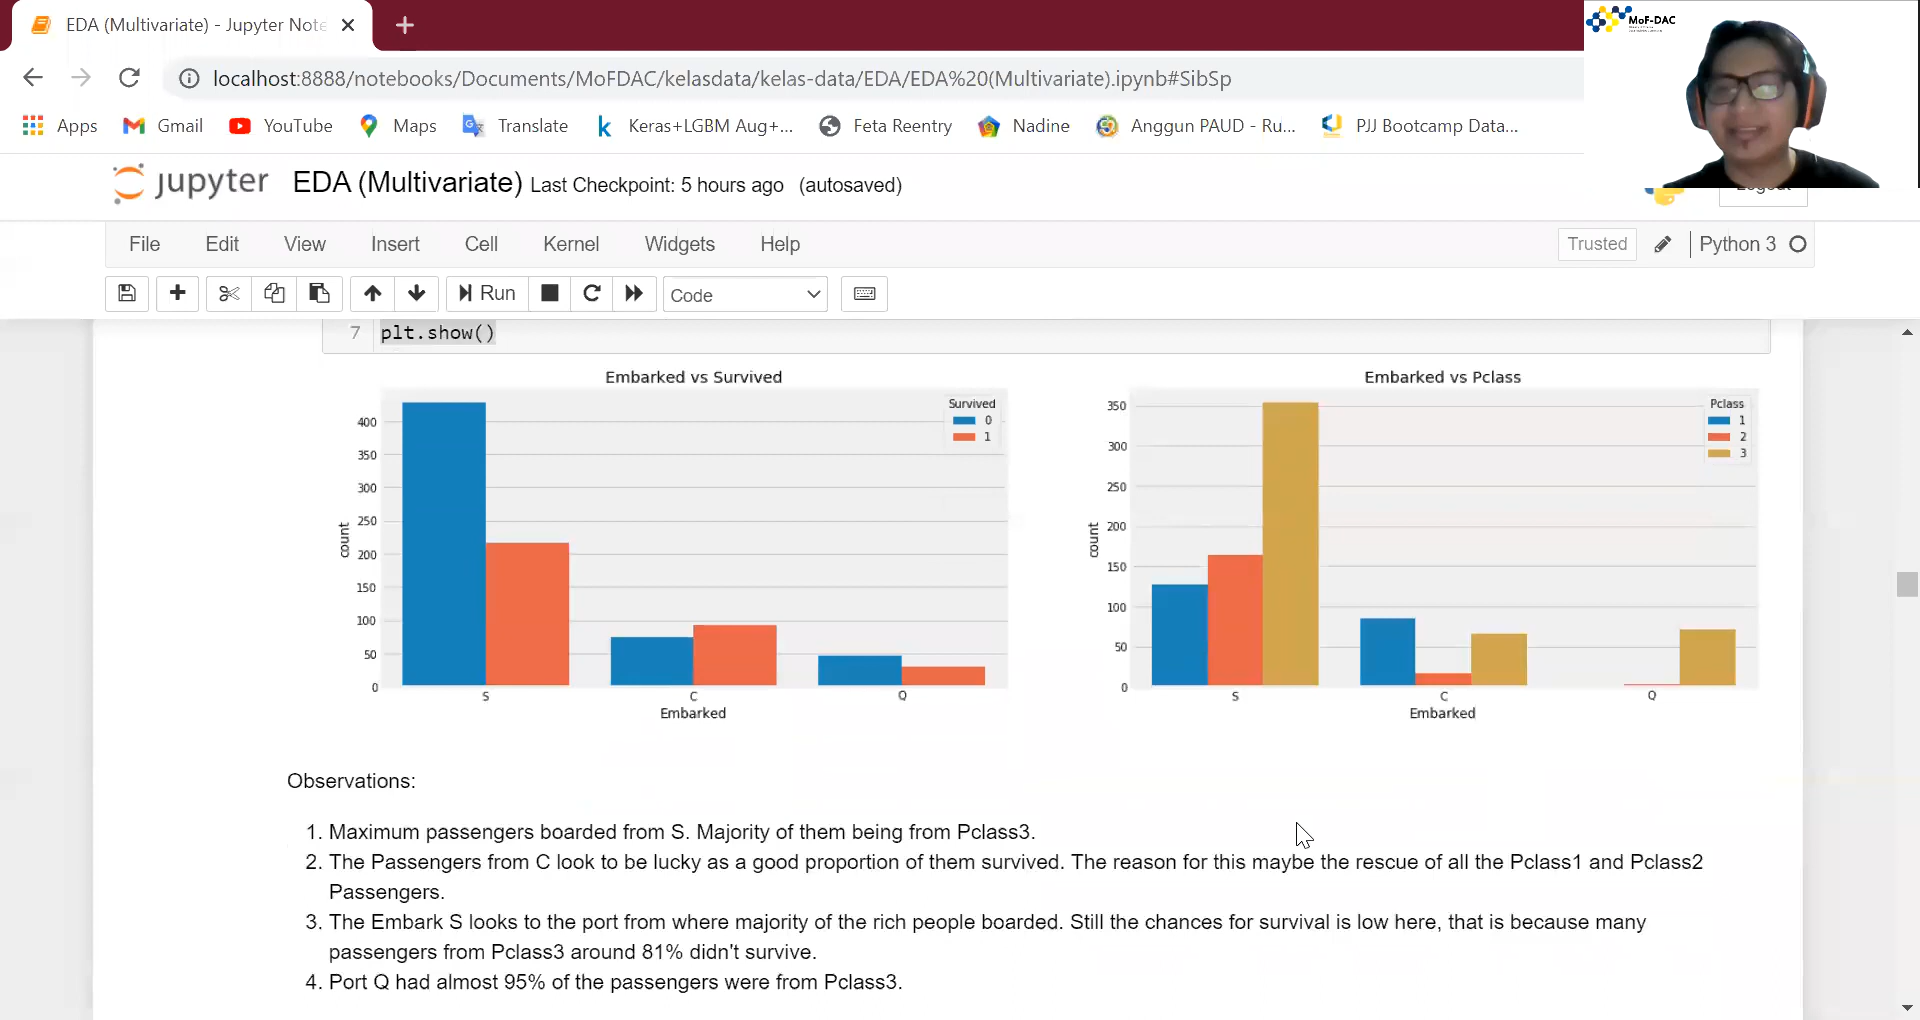 EDA (Multivariate) - Jupyter Note
MoF-DAC
localhost:8888/notebooks/Documents/MoFDAC/kelasdata/kelas-data/EDA/EDA%20(Multivariate).ipynb#SibSp
Apps Gmail YouTube Maps Translate Keras+LGBM Aug+... Feta Reentry Nadine Anggun PAUD - Ru... PJJ Bootcamp Data...
jupyter EDA (Multivariate) Last Checkpoint: 5 hours ago (autosaved)
Logout
File Edit View Insert Cell Kernel Widgets Help Trusted Python 3
Run Code
7 plt.show()
Embarked vs Survived
Survived
0
1
400
350
300
250
200
150
100
50
0
count
S C Q
Embarked
Embarked vs Pclass
Pclass
1
2
3
350
300
250
200
150
100
50
0
count
S C Q
Embarked
Observations:
1. Maximum passengers boarded from S. Majority of them being from Pclass3.
2. The Passengers from C look to be lucky as a good proportion of them survived. The reason for this maybe the rescue of all the Pclass1 and Pclass2
Passengers.
3. The Embark S looks to the port from where majority of the rich people boarded. Still the chances for survival is low here, that is because many
passengers from Pclass3 around 81% didn't survive.
4. Port Q had almost 95% of the passengers were from Pclass3.